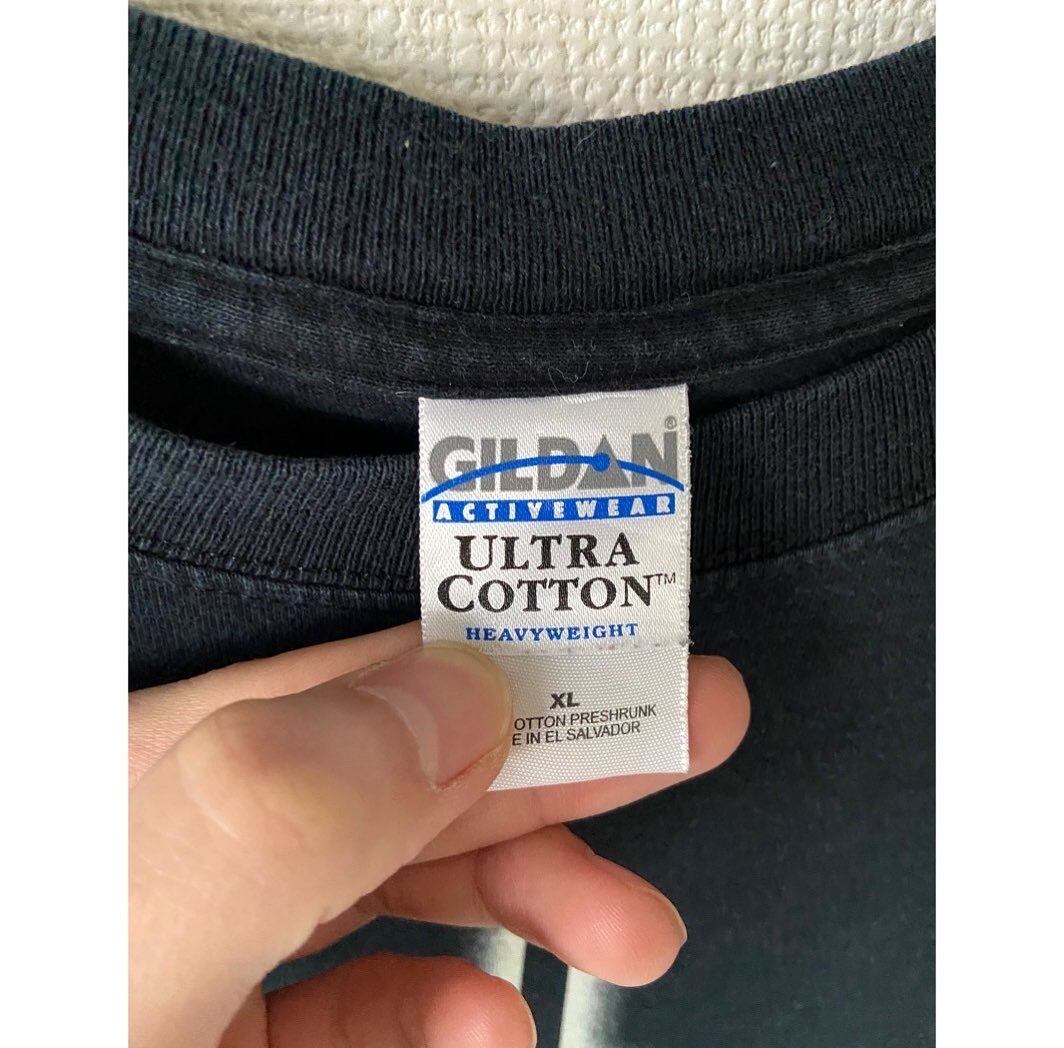 GILDAN®
ACTIVEWEAR
ULTRA
COTTON™
HEAVYWEIGHT
XL
OTTON PRESHRUNK
E IN EL SALVADOR